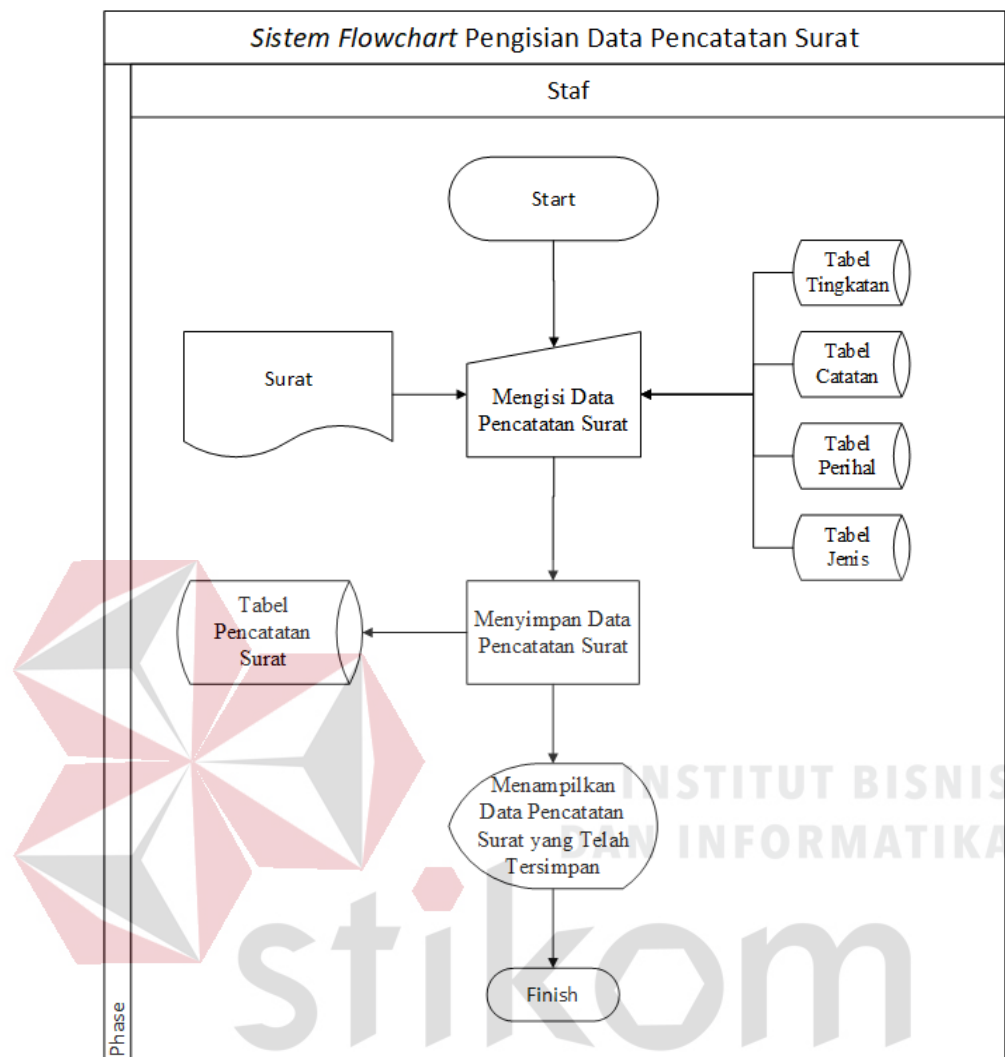 Sistem Flowchart Pengisian Data Pencatatan Surat
Staf
Start
Tabel
Tingkatan
Surat
Tabel
Catatan
Mengisi Data
Pencatatan Surat
Tabel
Perihal
Tabel
Jenis
Tabel
Pencatatan
Surat
Menyimpan Data
Pencatatan Surat
Menampilkan
Data Pencatatan
Surat yang Telah
Tersimpan
INSTITUT BISNIS
DAN INFORMATIKA
stikom
Finish
Phase